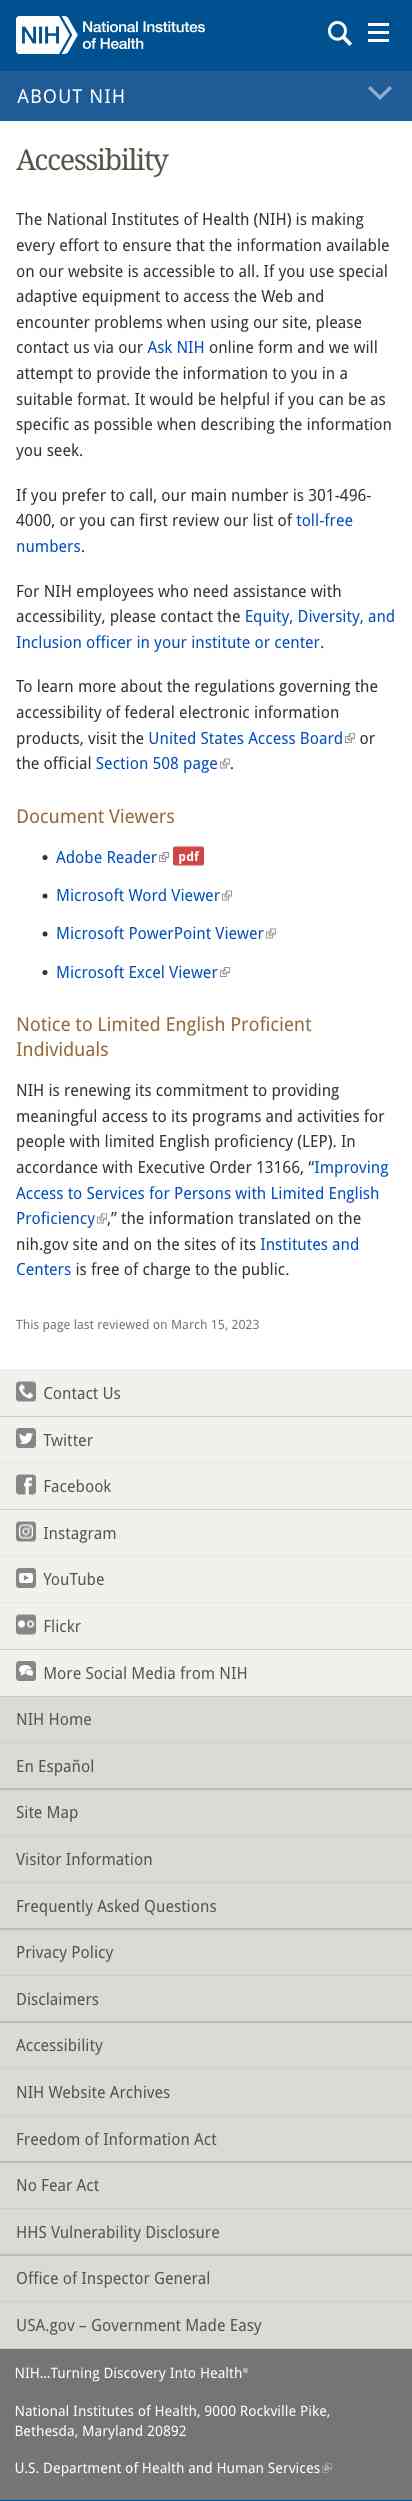 NIH National Institutes
of Health
ABOUT NIH
Accessibility
The National Institutes of Health (NIH) is making
every effort to ensure that the information available
on our website is accessible to all. If you use special
adaptive equipment to access the Web and
encounter problems when using our site, please
contact us via our Ask NIH online form and we will
attempt to provide the information to you in a
suitable format. It would be helpful if you can be as
specific as possible when describing the information
you seek.
If you prefer to call, our main number is 301-496-
4000, or you can first review our list of toll-free
numbers.
For NIH employees who need assistance with
accessibility, please contact the Equity, Diversity, and
Inclusion officer in your institute or center.
To learn more about the regulations governing the
accessibility of federal electronic information
products, visit the United States Access Board or
the official Section 508 page.
Document Viewers
• Adobe Reader pdf
• Microsoft Word Viewer
• Microsoft PowerPoint Viewer
• Microsoft Excel Viewer
Notice to Limited English Proficient
Individuals
NIH is renewing its commitment to providing
meaningful access to its programs and activities for
people with limited English proficiency (LEP). In
accordance with Executive Order 13166, “Improving
Access to Services for Persons with Limited English
Proficiency,” the information translated on the
nih.gov site and on the sites of its Institutes and
Centers is free of charge to the public.
This page last reviewed on March 15, 2023
Contact Us
Twitter
Facebook
Instagram
YouTube
Flickr
More Social Media from NIH
NIH Home
En Español
Site Map
Visitor Information
Frequently Asked Questions
Privacy Policy
Disclaimers
Accessibility
NIH Website Archives
Freedom of Information Act
No Fear Act
HHS Vulnerability Disclosure
Office of Inspector General
USA.gov – Government Made Easy
NIH…Turning Discovery Into Health®
National Institutes of Health, 9000 Rockville Pike,
Bethesda, Maryland 20892
U.S. Department of Health and Human Services